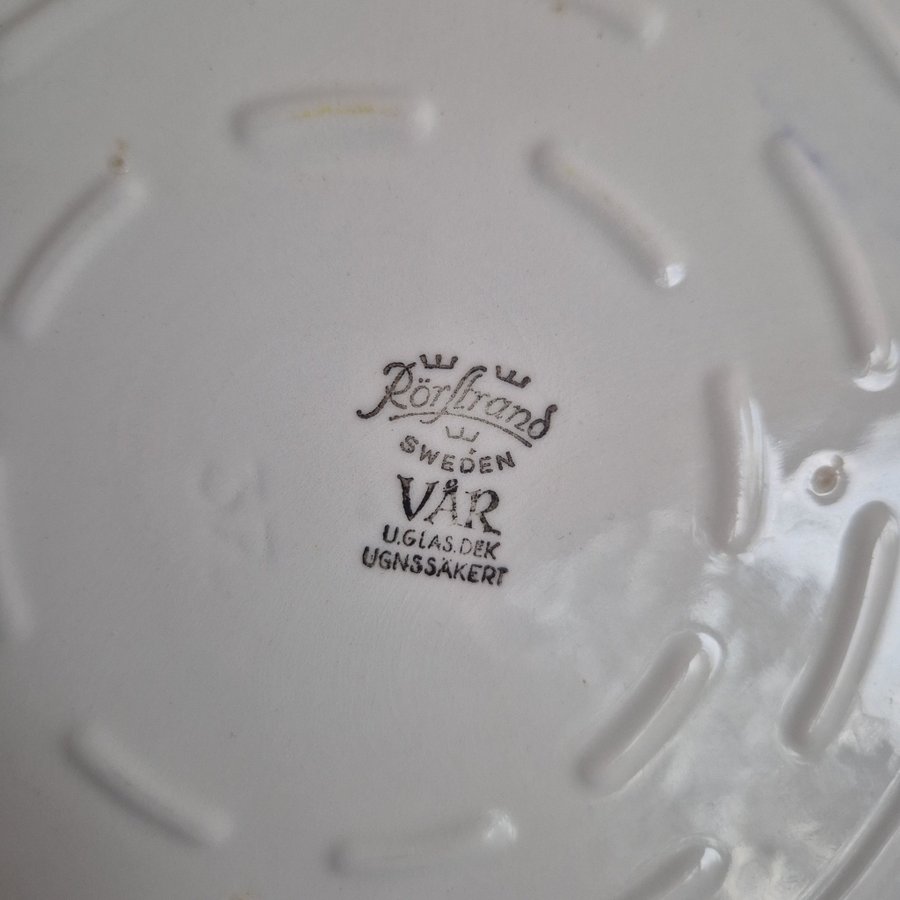 Rörstrand
SWEDEN
VÅR
U.GLAS.DEK
UGNSSÄKERT